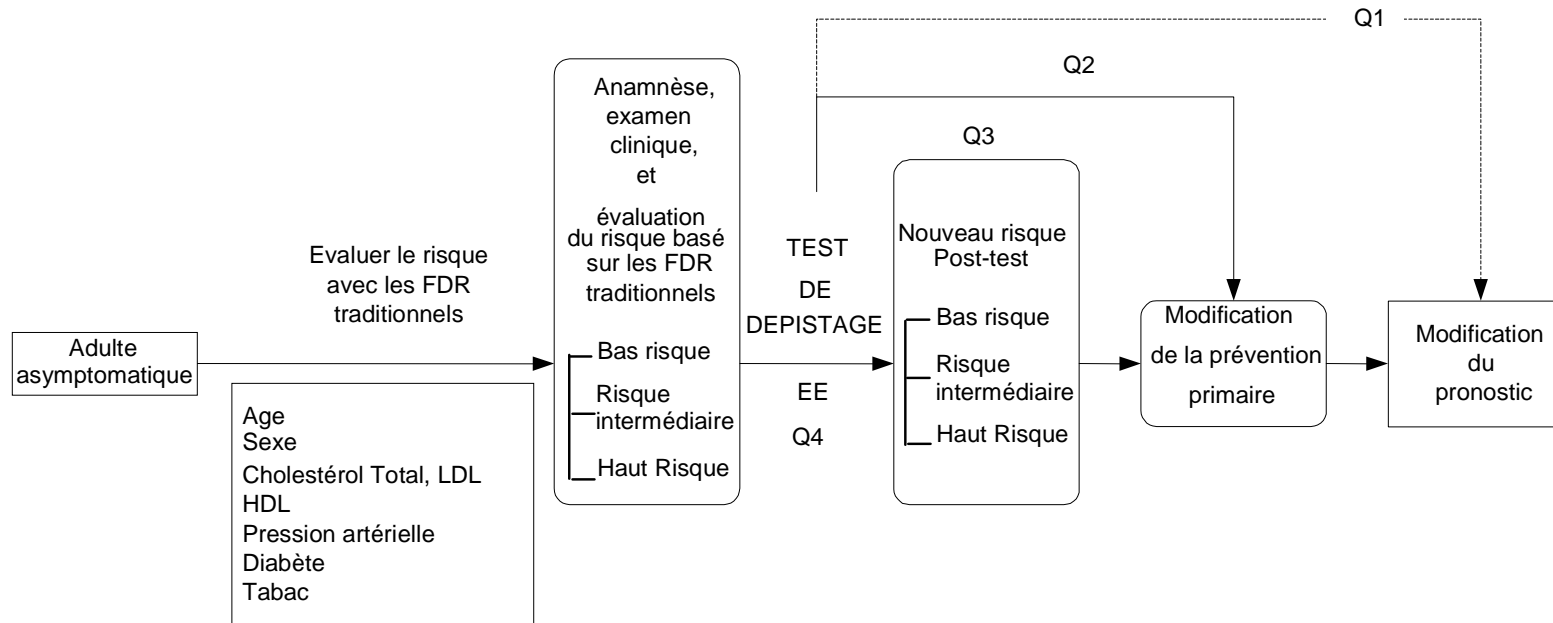 Adulte
asymptomatique
Evaluer le risque
avec les FDR
traditionnels
Age
Sexe
Cholestérol Total, LDL
HDL
Pression artérielle
Diabète
Tabac
Anamnèse,
examen
clinique,
et
évaluation
du risque basé
sur les FDR
traditionnels
Bas risque
Risque
intermédiaire
Haut Risque
TEST
DE
DEPISTAGE
EE
Q4
Q3
Nouveau risque
Post-test
Bas risque
Risque
intermédiaire
Haut Risque
Q2
Modification
de la prévention
primaire
Q1
Modification
du
pronostic